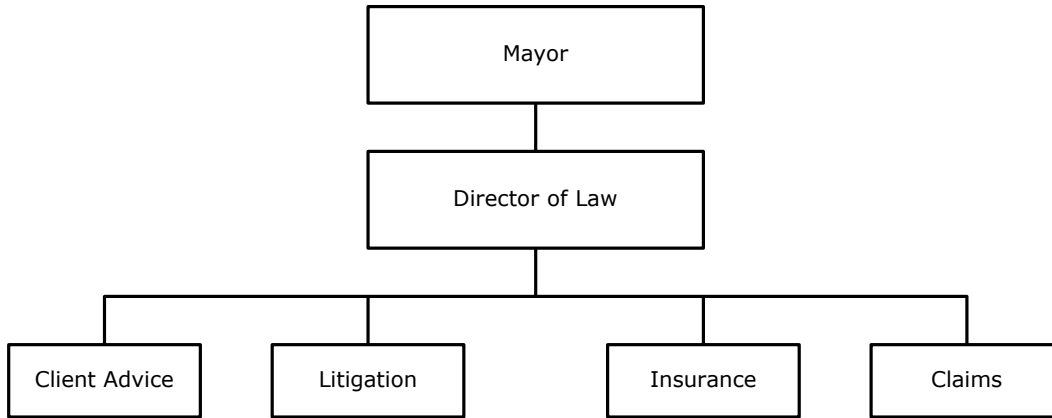 Mayor
Director of Law
Client Advice
Litigation
Insurance
Claims